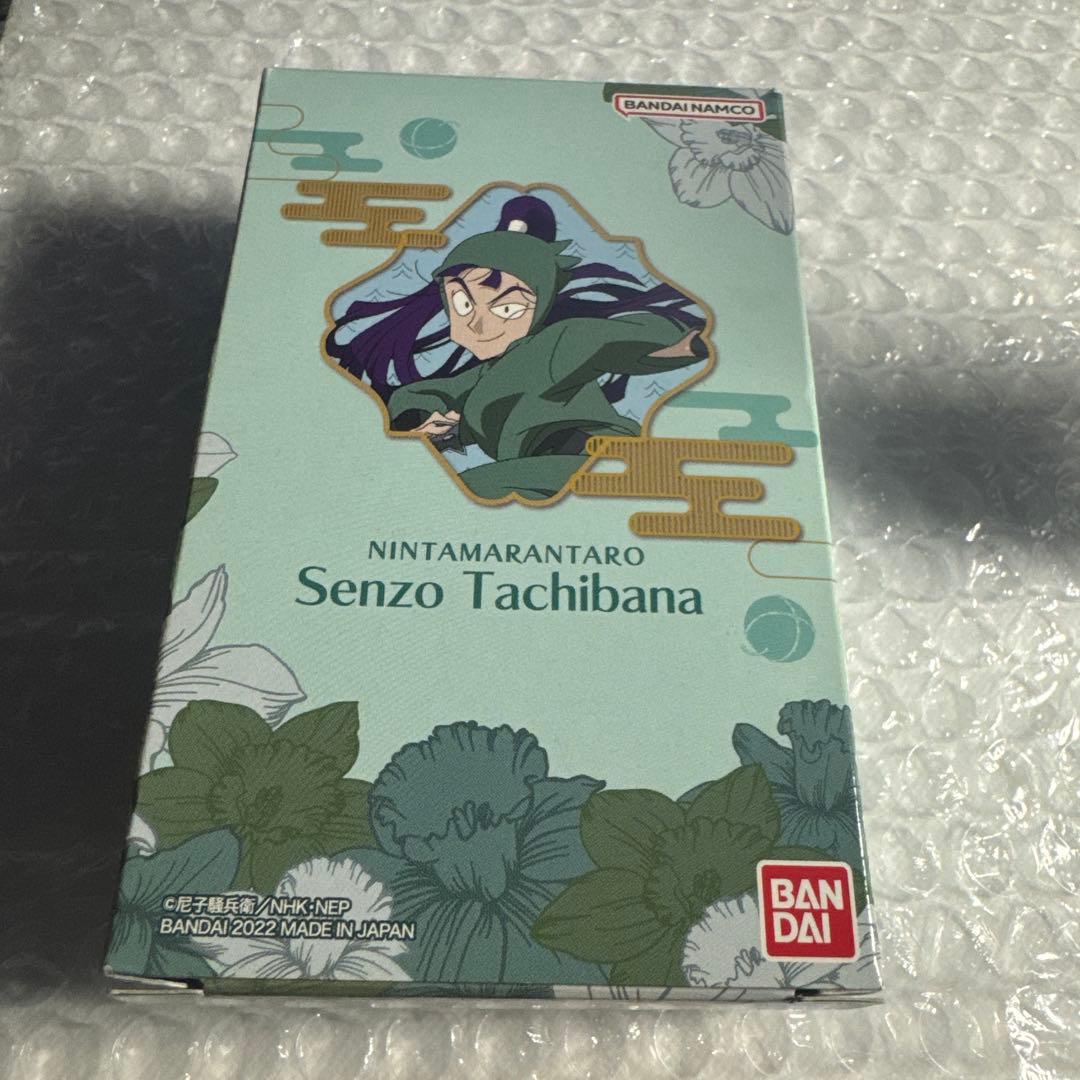 BANDAI NAMCO
NINTAMARANTARO
Senzo Tachibana
©尼子騒兵衛/NHK・NEP
BANDAI 2022 MADE IN JAPAN
BAN
DAI